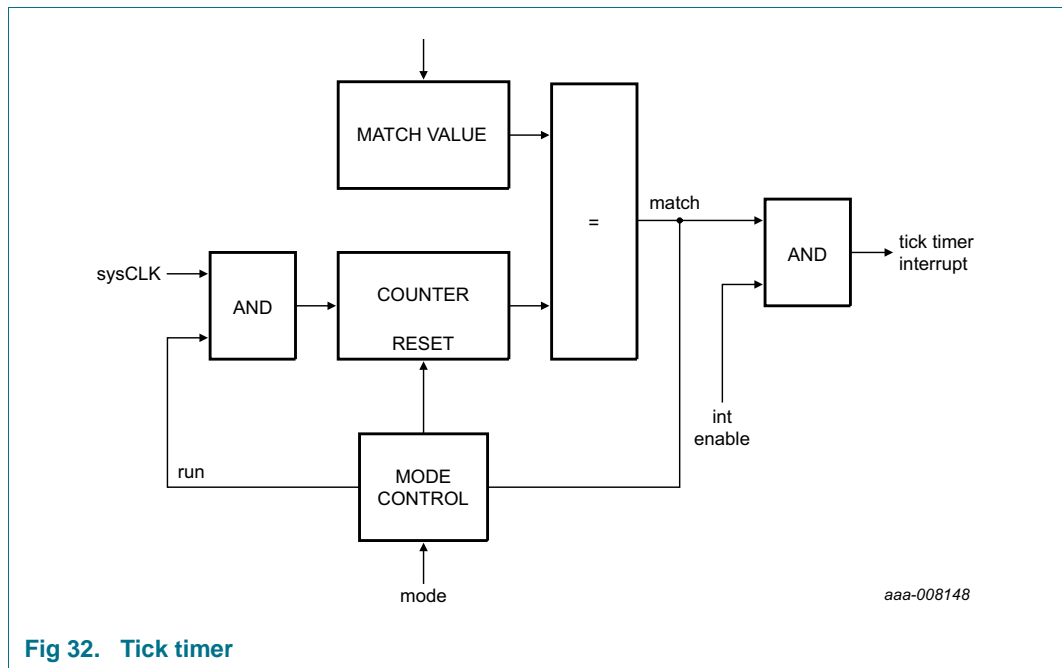 MATCH VALUE
=
match
AND
tick timer
interrupt
sysCLK
AND
COUNTER
RESET
int
enable
run
MODE
CONTROL
mode
aaa-008148
Fig 32. Tick timer